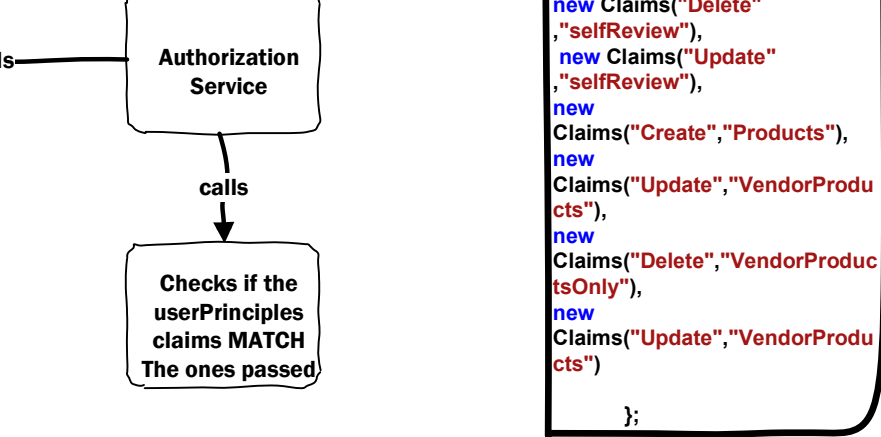 ls
Authorization
Service
calls
Checks if the
userPrinciples
claims MATCH
The ones passed
new Claims("Delete"
,"selfReview"),
new Claims("Update"
,"selfReview"),
new
Claims("Create","Products"),
new
Claims("Update","VendorProdu
cts"),
new
Claims("Delete","VendorProduc
tsOnly"),
new
Claims("Update","VendorProdu
cts")
};